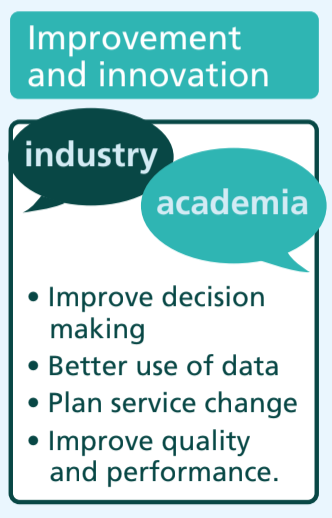 Improvement
and innovation
industry
academia
• Improve decision
making
• Better use of data
• Plan service change
• Improve quality
and performance.